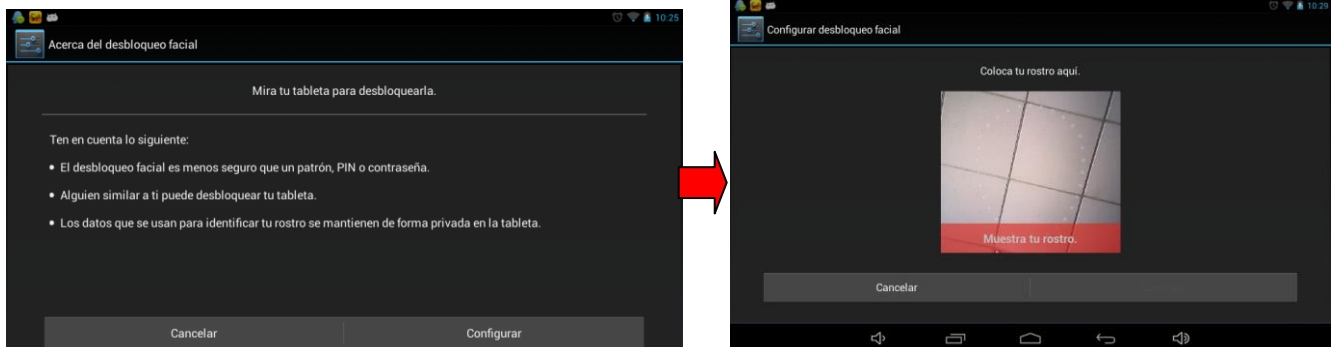 10:25
Acerca del desbloqueo facial
Mira tu tableta para desbloquearla.
Ten en cuenta lo siguiente:
• El desbloqueo facial es menos seguro que un patrón, PIN o contraseña.
• Alguien similar a ti puede desbloquear tu tableta.
• Los datos que se usan para identificar tu rostro se mantienen de forma privada en la tableta.
Cancelar Configurar
10:29
Configurar desbloqueo facial
Coloca tu rostro aquí.
Muestra tu rostro.
Cancelar